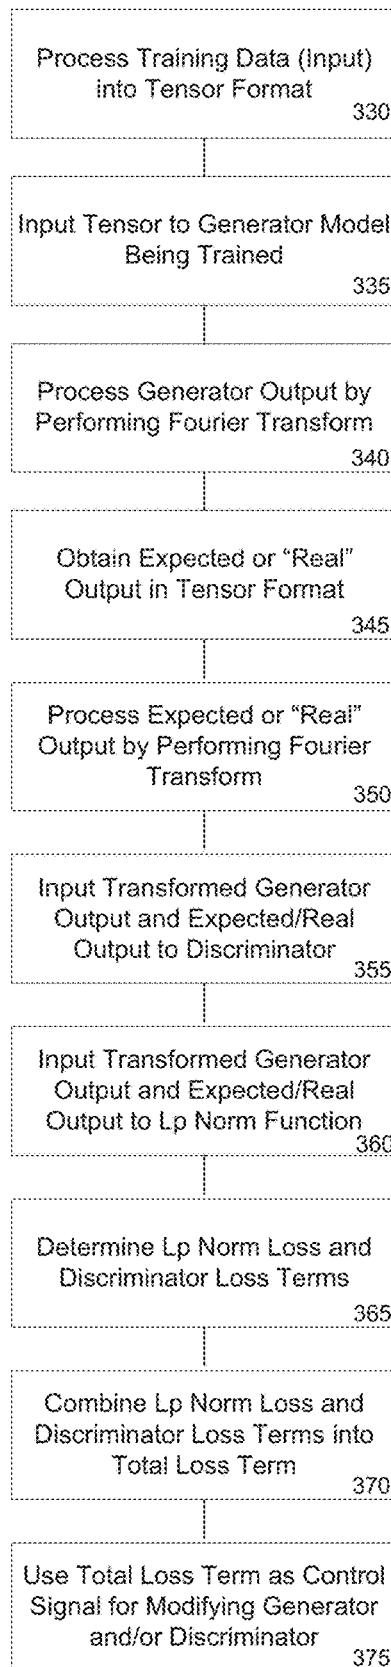 Process Training Data (Input)
into Tensor Format
330
Input Tensor to Generator Model
Being Trained
335
Process Generator Output by
Performing Fourier Transform
340
Obtain Expected or “Real”
Output in Tensor Format
345
Process Expected or “Real”
Output by Performing Fourier
Transform
350
Input Transformed Generator
Output and Expected/Real
Output to Discriminator
355
Input Transformed Generator
Output and Expected/Real
Output to Lp Norm Function
360
Determine Lp Norm Loss and
Discriminator Loss Terms
365
Combine Lp Norm Loss and
Discriminator Loss Terms into
Total Loss Term
370
Use Total Loss Term as Control
Signal for Modifying Generator
and/or Discriminator
375